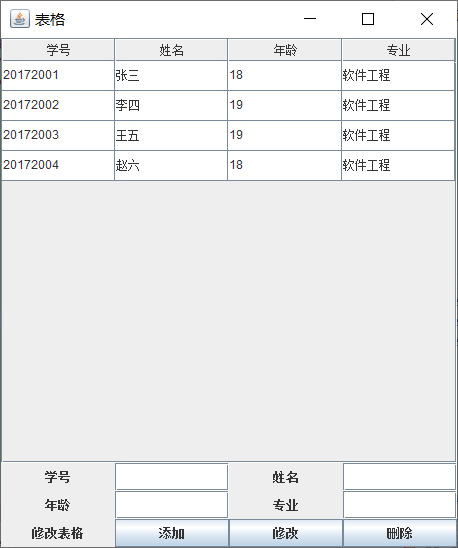 表格
学号 姓名 年龄 专业
20172001 张三 18 软件工程
20172002 李四 19 软件工程
20172003 王五 19 软件工程
20172004 赵六 18 软件工程
学号 姓名
年龄 专业
修改表格 添加 修改 删除